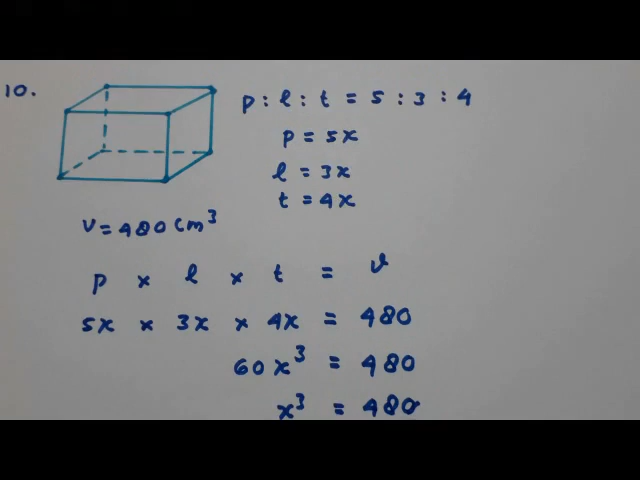 10.
p : l : t = 5 : 3 : 4
p = 5x
l = 3x
t = 4x
V = 480 cm³
p x l x t = V
5x x 3x x 4x = 480
60x³ = 480
x³ = 480